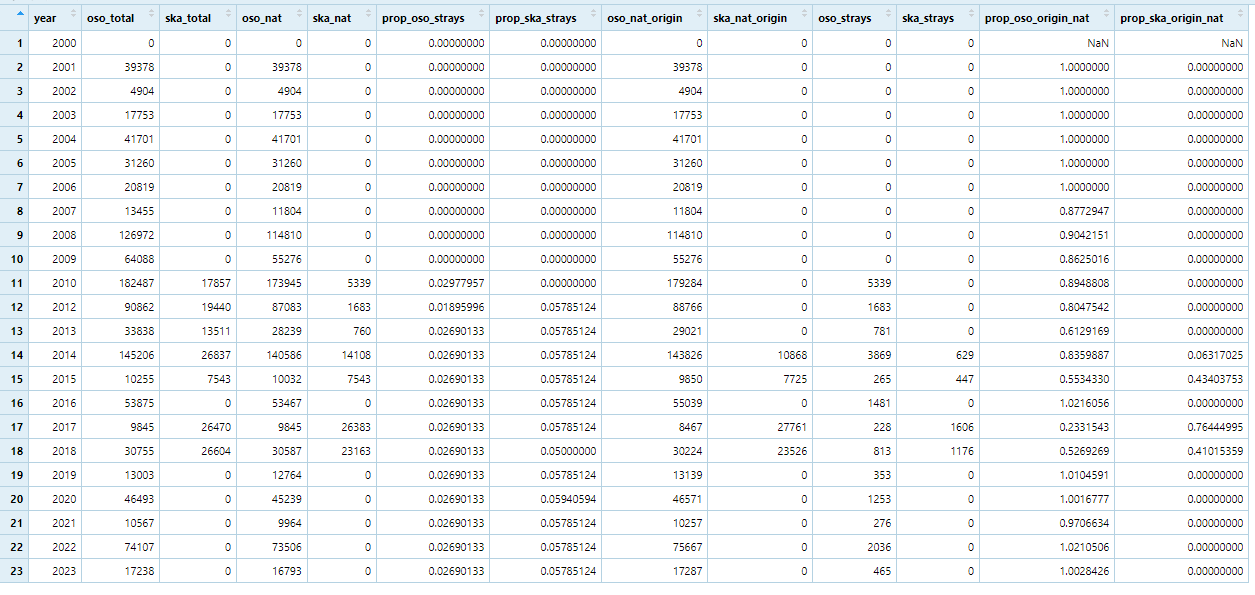 year oso_total ska_total oso_nat ska_nat prop_oso_strays prop_ska_strays oso_nat_origin ska_nat_origin oso_strays ska_strays prop_oso_origin_nat prop_ska_origin_nat
1 2000 0 0 0 0 0.00000000 0.00000000 0 0 0 0 NaN NaN
2 2001 39378 0 39378 0 0.00000000 0.00000000 39378 0 0 0 1.0000000 0.00000000
3 2002 4904 0 4904 0 0.00000000 0.00000000 4904 0 0 0 1.0000000 0.00000000
4 2003 17753 0 17753 0 0.00000000 0.00000000 17753 0 0 0 1.0000000 0.00000000
5 2004 41701 0 41701 0 0.00000000 0.00000000 41701 0 0 0 1.0000000 0.00000000
6 2005 31260 0 31260 0 0.00000000 0.00000000 31260 0 0 0 1.0000000 0.00000000
7 2006 20819 0 20819 0 0.00000000 0.00000000 20819 0 0 0 1.0000000 0.00000000
8 2007 13455 0 11804 0 0.00000000 0.00000000 11804 0 0 0 0.8772947 0.00000000
9 2008 126972 0 114810 0 0.00000000 0.00000000 114810 0 0 0 0.9042151 0.00000000
10 2009 64088 0 55276 0 0.00000000 0.00000000 55276 0 0 0 0.8625016 0.00000000
11 2010 182487 17857 173945 5339 0.02977957 0.00000000 179284 0 5339 0 0.8948808 0.00000000
12 2012 90862 19440 87083 1683 0.01895996 0.05785124 88766 0 1683 0 0.8047542 0.00000000
13 2013 33838 13511 28239 760 0.02690133 0.05785124 29021 0 781 0 0.6129169 0.00000000
14 2014 145206 26837 140586 14108 0.02690133 0.05785124 143826 10868 3869 629 0.8359887 0.06317025
15 2015 10255 7543 10032 7543 0.02690133 0.05785124 9850 7725 265 447 0.5534330 0.43403753
16 2016 53875 0 53467 0 0.02690133 0.05785124 55039 0 1481 0 1.0216056 0.00000000
17 2017 9845 26470 9845 26383 0.02690133 0.05785124 8467 27761 228 1606 0.2331543 0.76444995
18 2018 30755 26604 30587 23163 0.02690133 0.05000000 30224 23526 813 1176 0.5269269 0.41015359
19 2019 13003 0 12764 0 0.02690133 0.05785124 13139 0 353 0 1.0104591 0.00000000
20 2020 46493 0 45239 0 0.02690133 0.05940594 46571 0 1253 0 1.0016777 0.00000000
21 2021 10567 0 9964 0 0.02690133 0.05785124 10257 0 276 0 0.9706634 0.00000000
22 2022 74107 0 73506 0 0.02690133 0.05785124 75667 0 2036 0 1.0210506 0.00000000
23 2023 17238 0 16793 0 0.02690133 0.05785124 17287 0 465 0 1.0028426 0.00000000